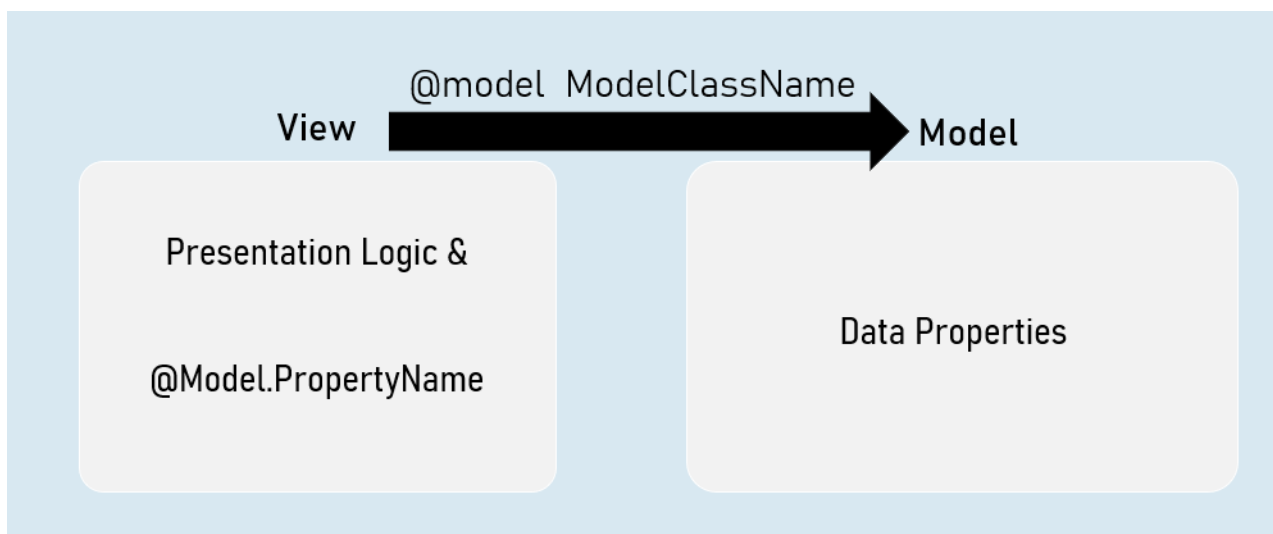 @model ModelClassName
View
Model
Presentation Logic &
@Model.PropertyName
Data Properties